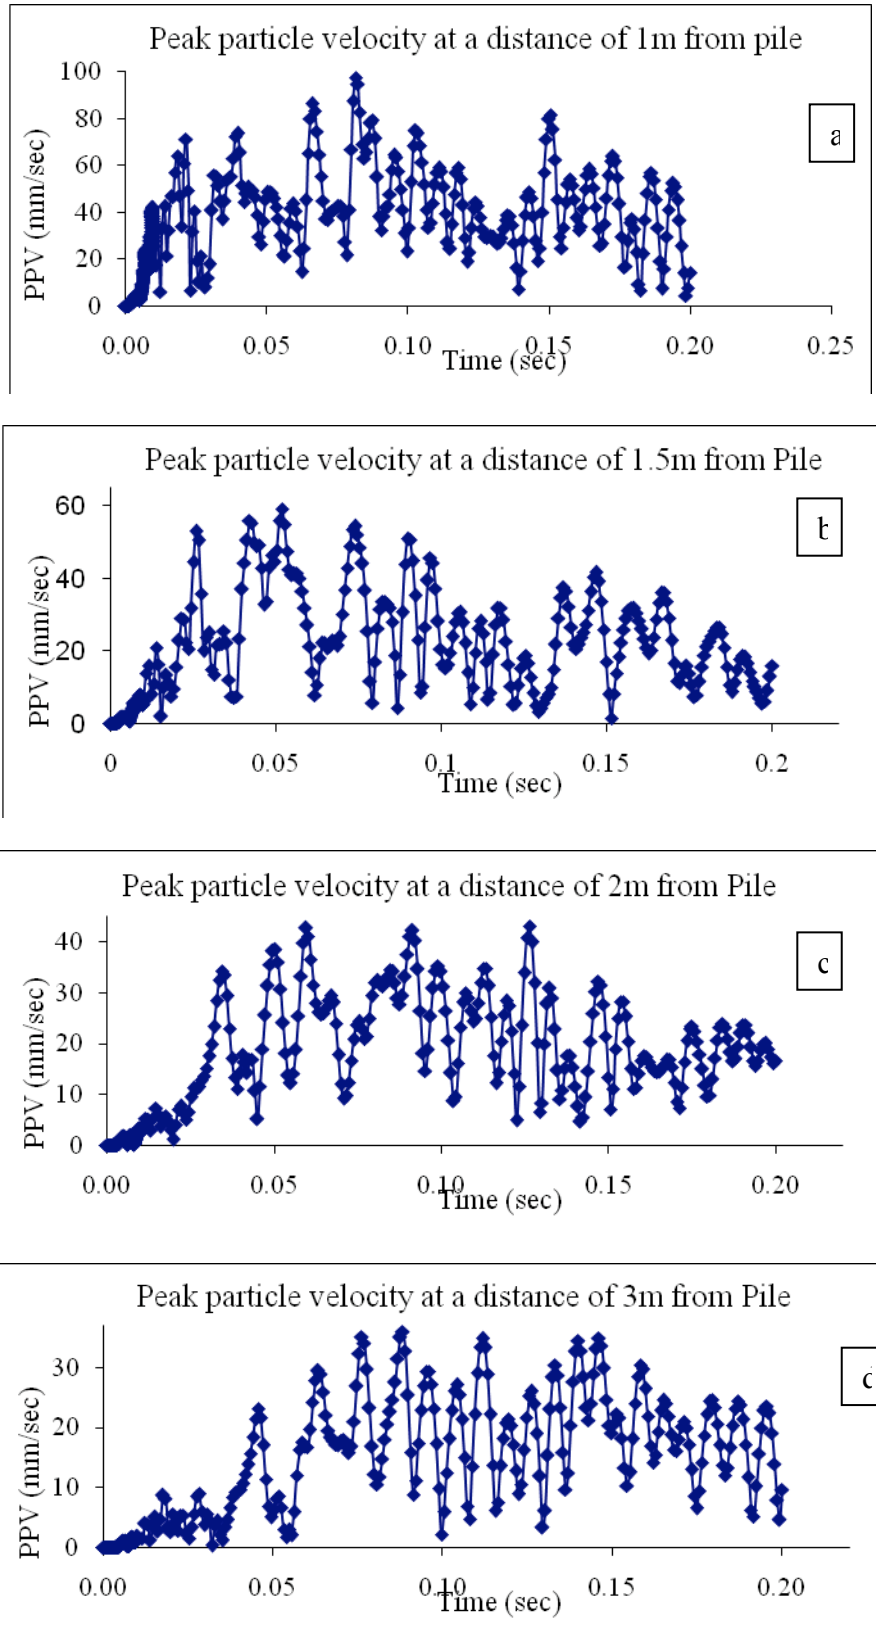 Peak particle velocity at a distance of 1m from pile
a
PPV (mm/sec)
100
80
60
40
20
0
0.00 0.05 0.10 0.15 0.20 0.25
Time (sec)
Peak particle velocity at a distance of 1.5m from Pile
b
PPV (mm/sec)
60
40
20
0
0 0.05 0.1 0.15 0.2
Time (sec)
Peak particle velocity at a distance of 2m from Pile
c
PPV (mm/sec)
40
30
20
10
0
0.00 0.05 0.10 0.15 0.20
Time (sec)
Peak particle velocity at a distance of 3m from Pile
d
PPV (mm/sec)
30
20
10
0
0.00 0.05 0.10 0.15 0.20
Time (sec)